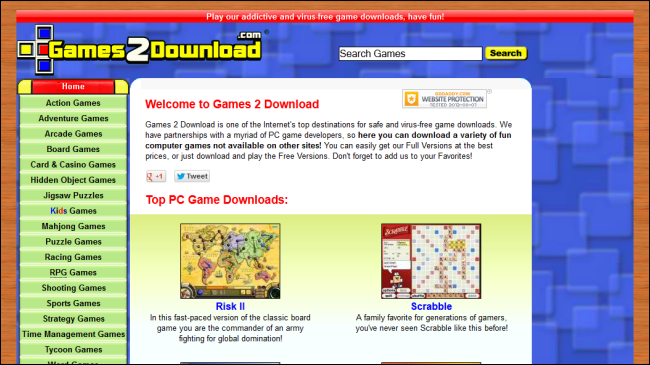 Play our addictive and virus-free game downloads, have fun!
Games2Download.com
Search Games
Search
Home
Action Games
Adventure Games
Arcade Games
Board Games
Card & Casino Games
Hidden Object Games
Jigsaw Puzzles
Kids Games
Mahjong Games
Puzzle Games
Racing Games
RPG Games
Shooting Games
Sports Games
Strategy Games
Time Management Games
Tycoon Games
Word Games
Welcome to Games 2 Download
GODADDY.COM
WEBSITE PROTECTION
Games 2 Download is one of the Internet's top destinations for safe and virus-free game downloads. We
have partnerships with a myriad of PC game developers, so here you can download a variety of fun
computer games not available on other sites! You can easily get our Full Versions at the best
prices, or just download and play the Free Versions. Don't forget to add us to your Favorites!
+1
Tweet
Top PC Game Downloads:
Risk II
In this fast-paced version of the classic board
game you are the commander of an army
fighting for global domination!
SCRABBLE
Scrabble
A family favorite for generations of gamers,
you've never seen Scrabble like this before!